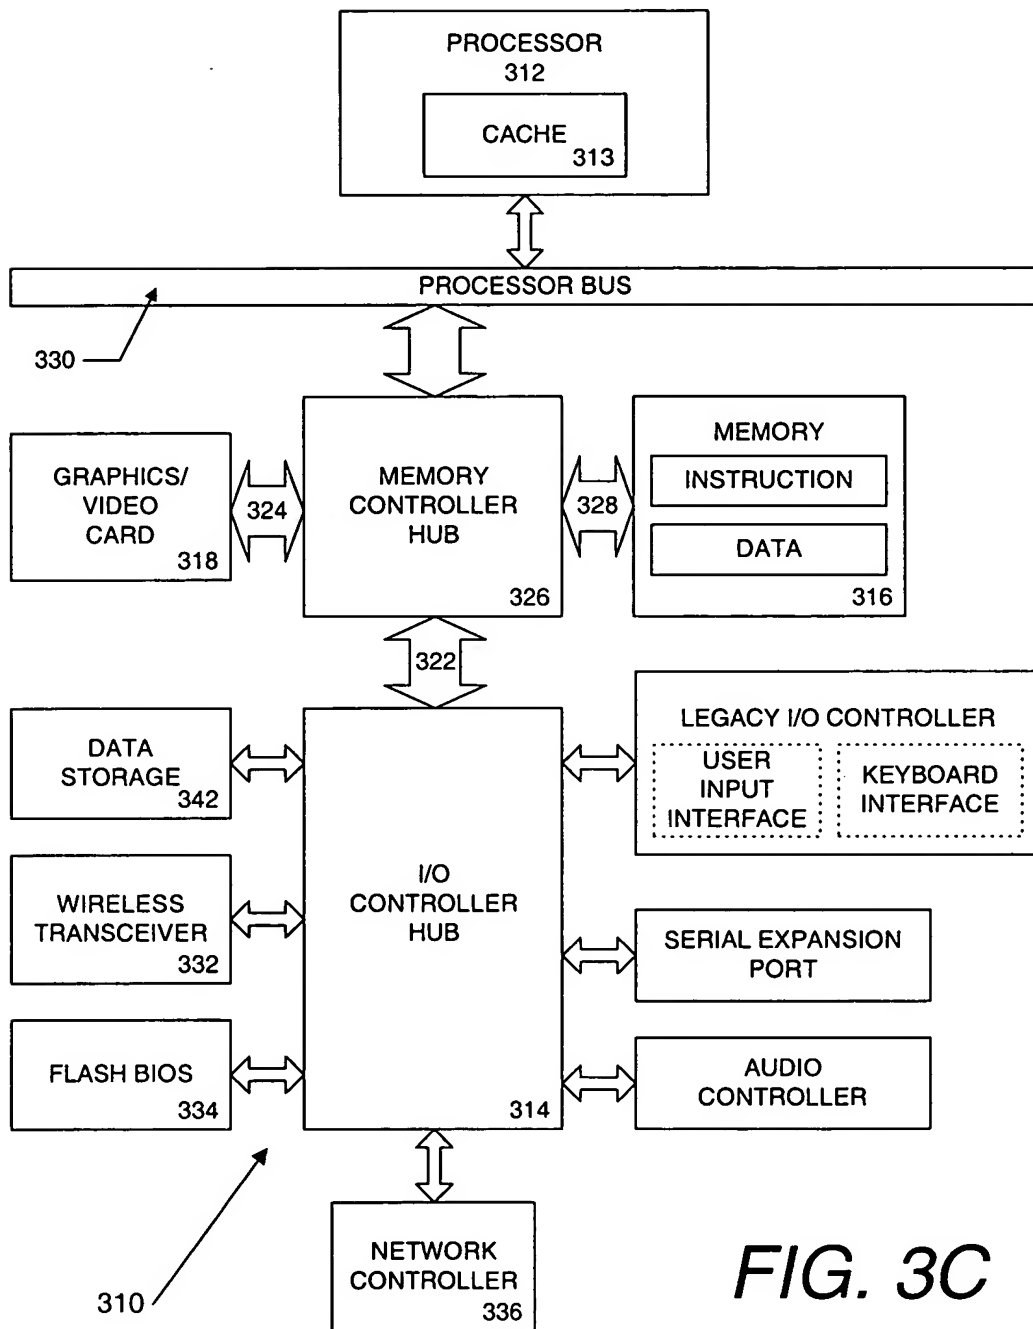 PROCESSOR
312
CACHE
313
PROCESSOR BUS
330
GRAPHICS/
VIDEO
CARD
318
324
MEMORY
CONTROLLER
HUB
326
328
MEMORY
INSTRUCTION
DATA
316
322
DATA
STORAGE
342
LEGACY I/O CONTROLLER
USER
INPUT
INTERFACE
KEYBOARD
INTERFACE
WIRELESS
TRANSCEIVER
332
I/O
CONTROLLER
HUB
314
SERIAL EXPANSION
PORT
FLASH BIOS
334
AUDIO
CONTROLLER
310
NETWORK
CONTROLLER
336
FIG. 3C